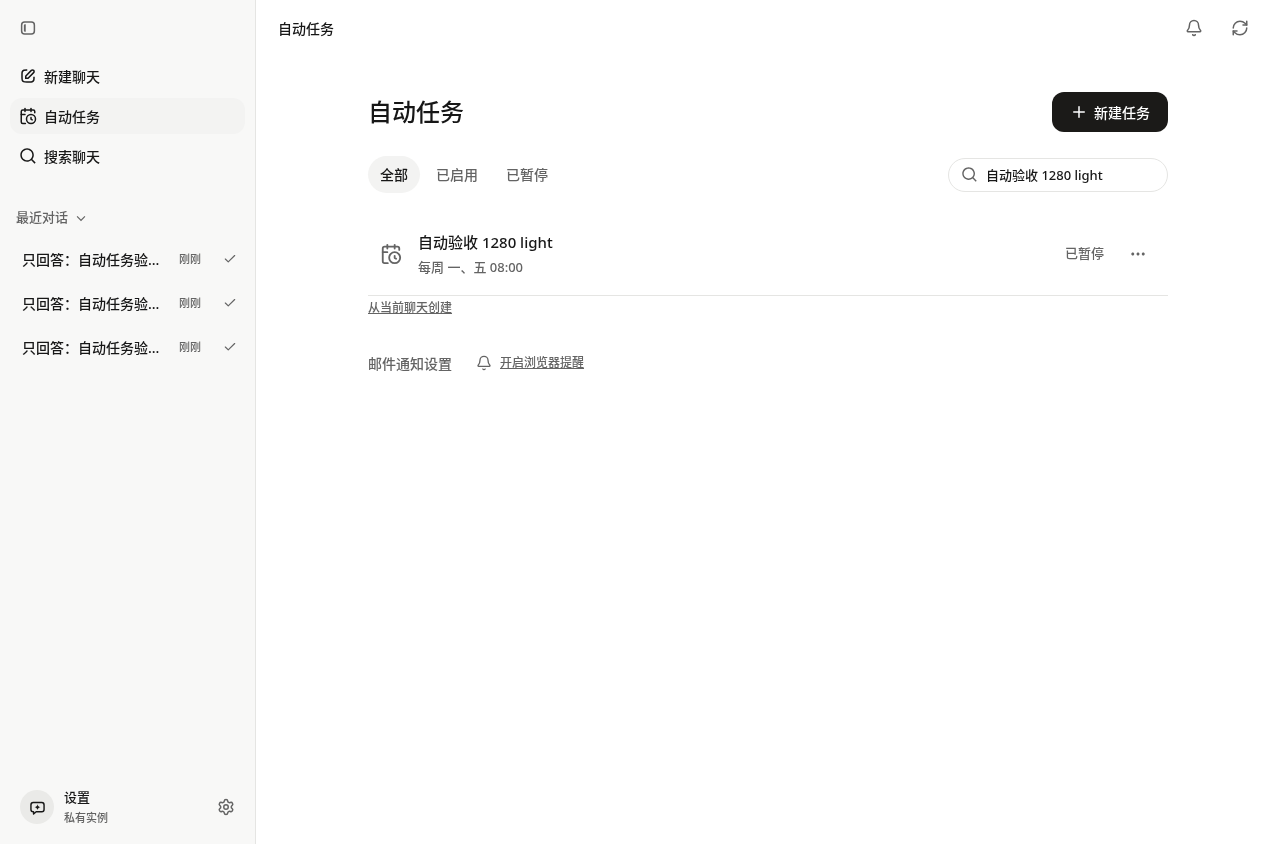 自动任务
新建聊天
自动任务
搜索聊天
最近对话
只回答：自动任务验... 刚刚
只回答：自动任务验... 刚刚
只回答：自动任务验... 刚刚
设置
私有实例
自动任务
新建任务
全部 已启用 已暂停
自动验收 1280 light
自动验收 1280 light
每周 一、五 08:00
已暂停
从当前聊天创建
邮件通知设置 开启浏览器提醒